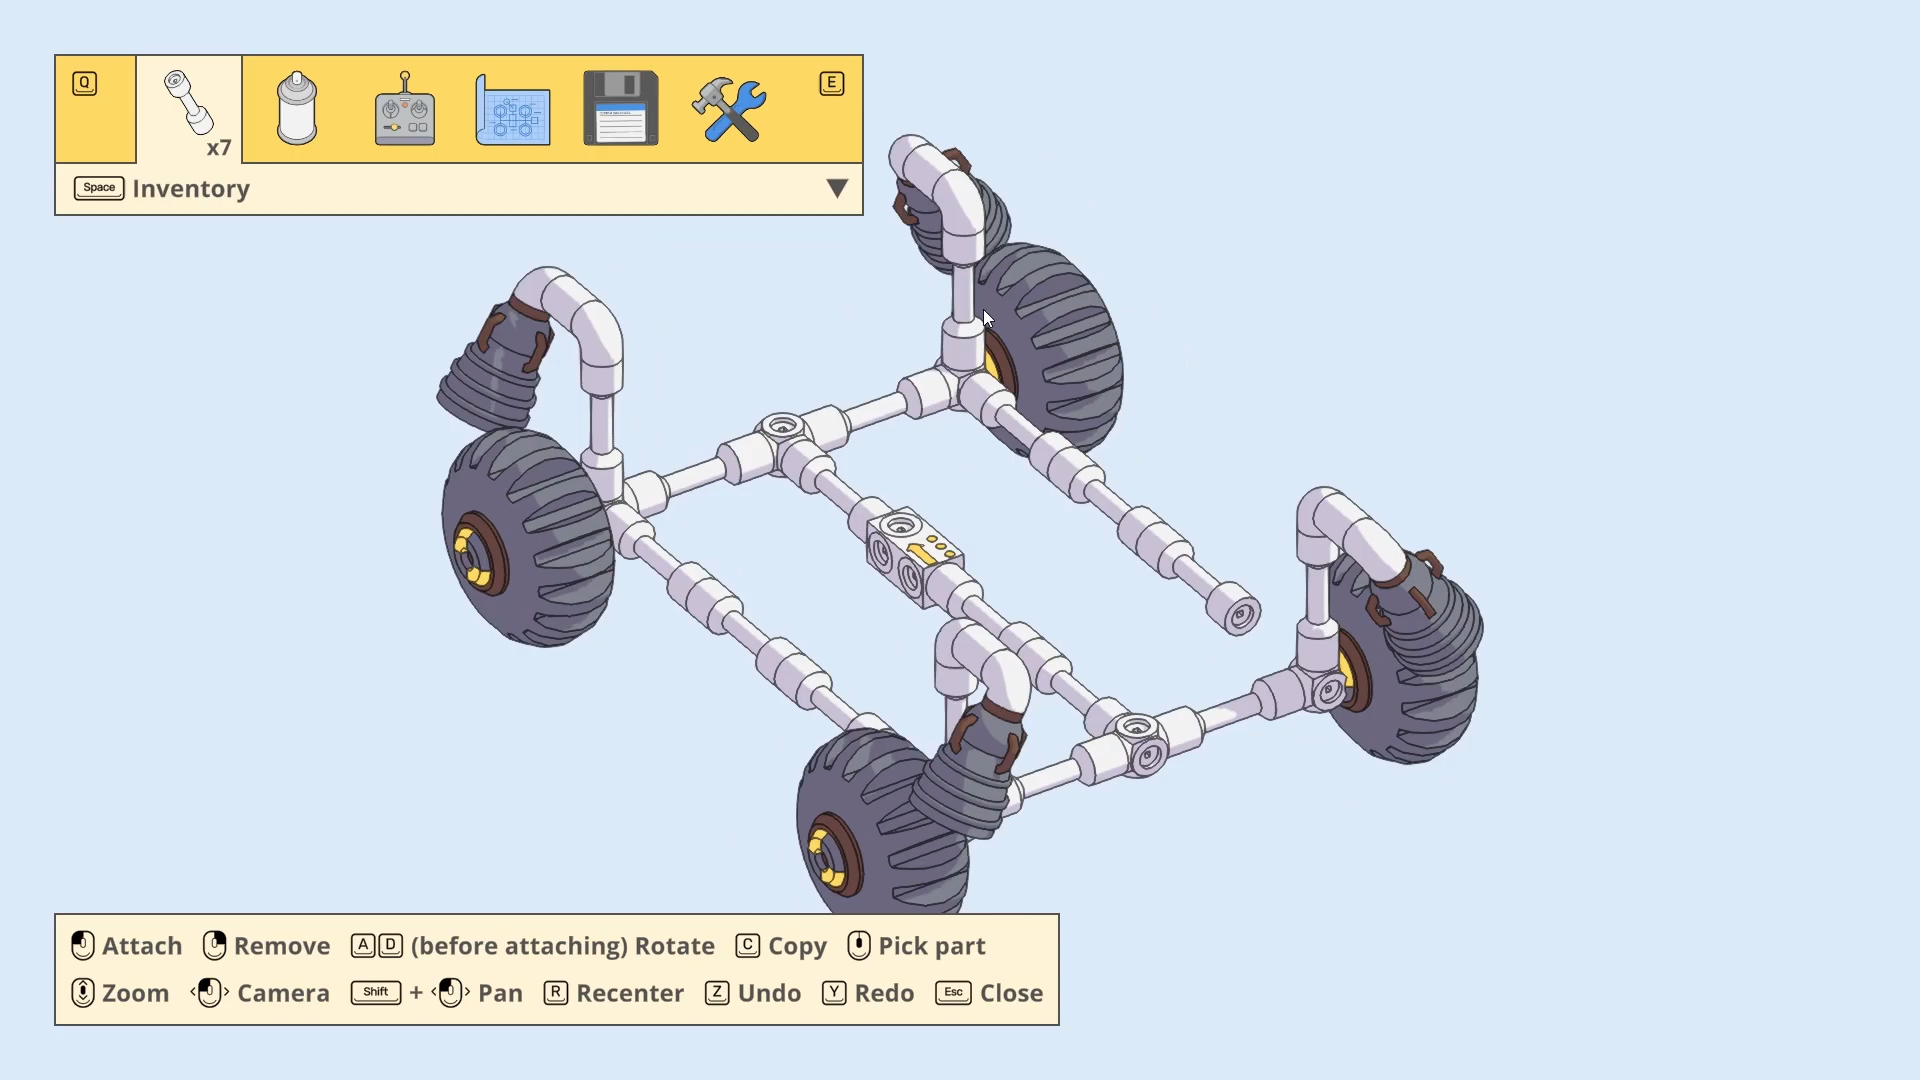 Q
E
x7
Space Inventory
Attach Remove A D (before attaching) Rotate C Copy Pick part
Zoom Camera Shift + Pan R Recenter Z Undo Y Redo Esc Close